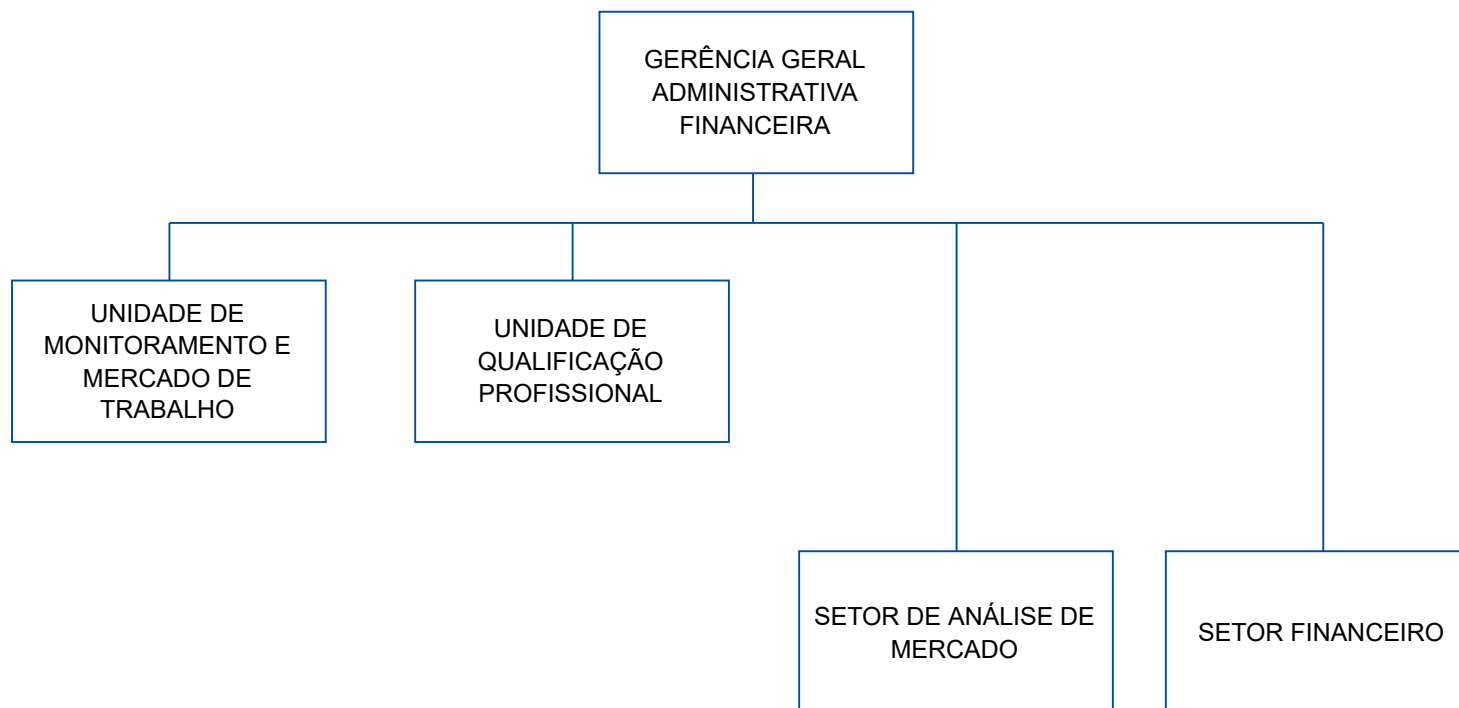 GERÊNCIA GERAL
ADMINISTRATIVA
FINANCEIRA
UNIDADE DE
MONITORAMENTO E
MERCADO DE
TRABALHO
UNIDADE DE
QUALIFICAÇÃO
PROFISSIONAL
SETOR DE ANÁLISE DE
MERCADO
SETOR FINANCEIRO